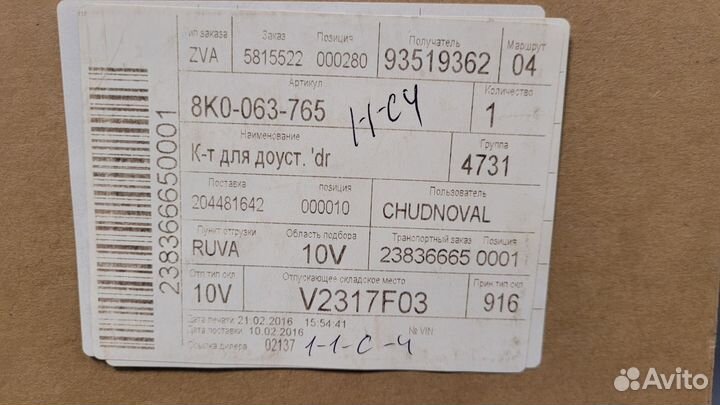 Тип заказа Заказ Позиция Получатель Маршрут
ZVA 5815522 000280 93519362 04
Артикул Количество
8K0-063-765 1
1-1-С4
Наименование Группа
К-т для доуст. 'dr 4731
Поставка позиция Пользователь
204481642 000010 CHUDNOVAL
Пункт отгрузки Область подбора Транспортный заказ Позиция
RUVA 10V 23836665 0001
Отп.тип скл Отпускающее складское место Прин.тип скл
10V V2317F03 916
Дата печати 21.02.2016 15:54:41 № VIN
Дата поставки 10.02.2016
Ссылка дилера 02137 1-1-С-4
238366650001
Avito